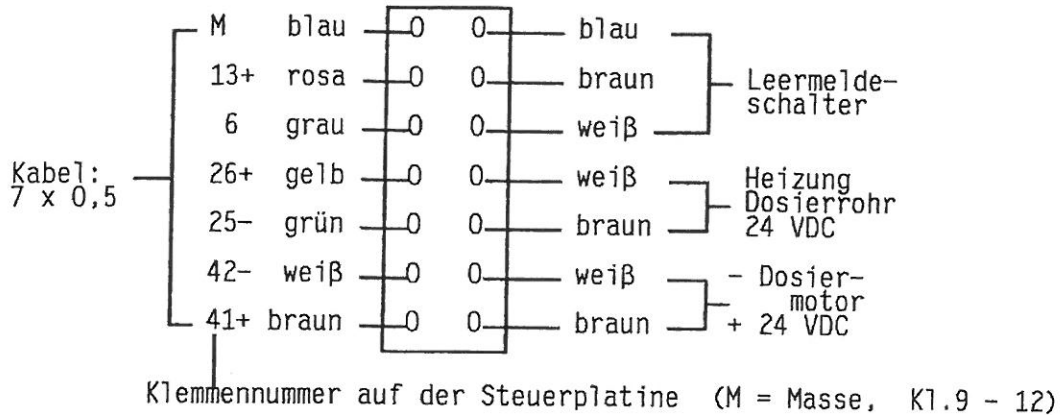 M blau 0 0 blau
13+ rosa 0 0 braun
Leermelde-
schalter
6 grau 0 0 weiß
Kabel:
7 x 0,5
26+ gelb 0 0 weiß
Heizung
Dosierrohr
24 VDC
25- grün 0 0 braun
42- weiß 0 0 weiß
- Dosier-
motor
+ 24 VDC
41+ braun 0 0 braun
Klemmennummer auf der Steuerplatine (M = Masse, Kl.9 - 12)